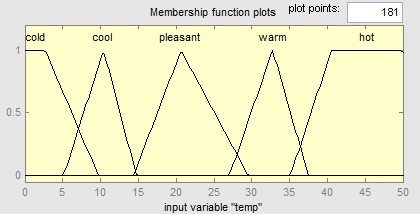 Membership function plots plot points: 181
cold cool pleasant warm hot
1
0.5
0
0 5 10 15 20 25 30 35 40 45 50
input variable "temp"